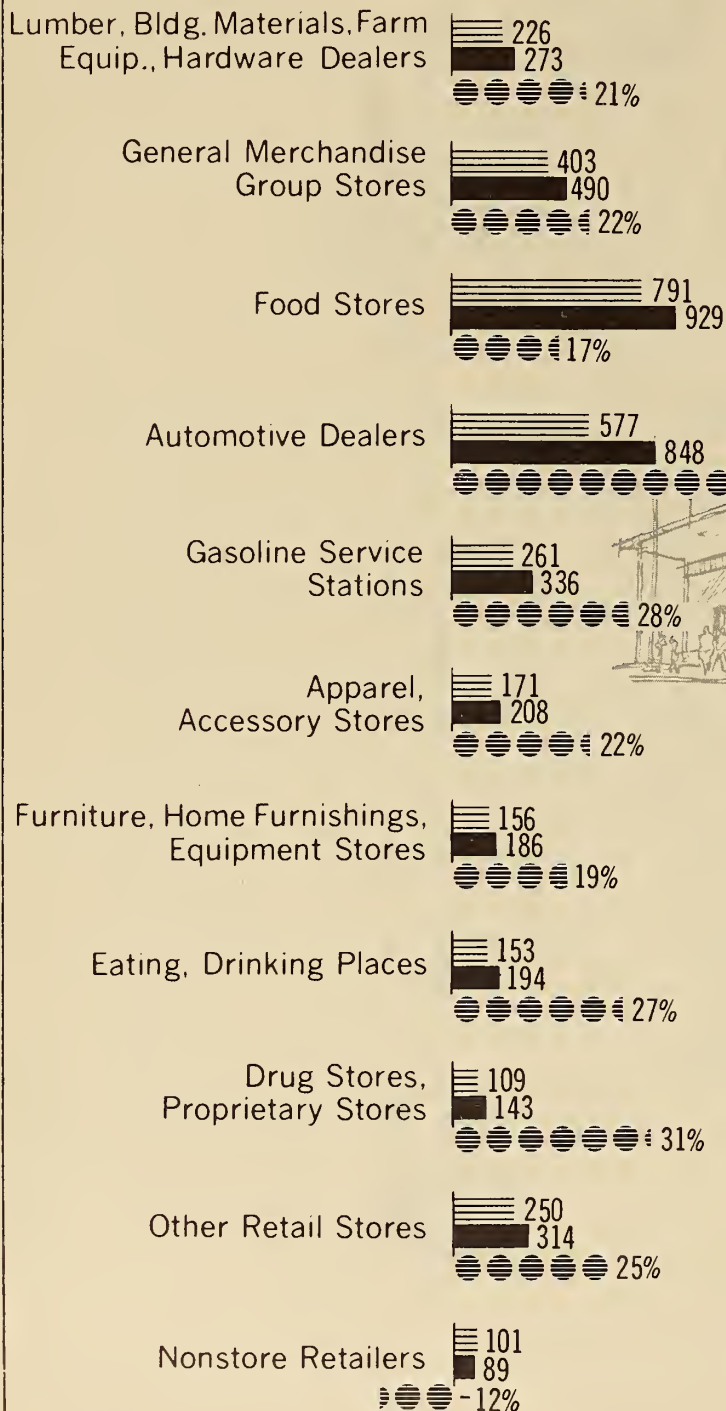 Lumber, Bldg. Materials, Farm
Equip., Hardware Dealers
226
273
21%
General Merchandise
Group Stores
403
490
22%
Food Stores
791
929
17%
Automotive Dealers
577
848
Gasoline Service
Stations
261
336
28%
Apparel,
Accessory Stores
171
208
22%
Furniture, Home Furnishings,
Equipment Stores
156
186
19%
Eating, Drinking Places
153
194
27%
Drug Stores,
Proprietary Stores
109
143
31%
Other Retail Stores
250
314
25%
Nonstore Retailers
101
89
-12%